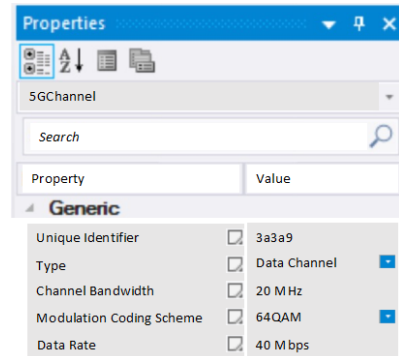 Properties
5GChannel
Search
Property Value
Generic
Unique Identifier 3a3a9
Type Data Channel
Channel Bandwidth 20 MHz
Modulation Coding Scheme 64QAM
Data Rate 40 Mbps